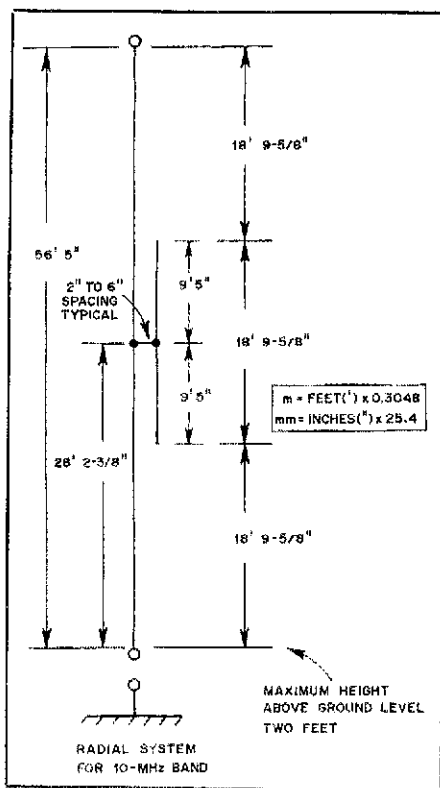 18' 9-5/8"
56' 5"
2" TO 6"
SPACING
TYPICAL
9'5"
18' 9-5/8"
9'5"
m = FEET(') x 0.3048
mm = INCHES(") x 25.4
28' 2-3/8"
18' 9-5/8"
MAXIMUM HEIGHT
ABOVE GROUND LEVEL
TWO FEET
RADIAL SYSTEM
FOR 10-MHz BAND